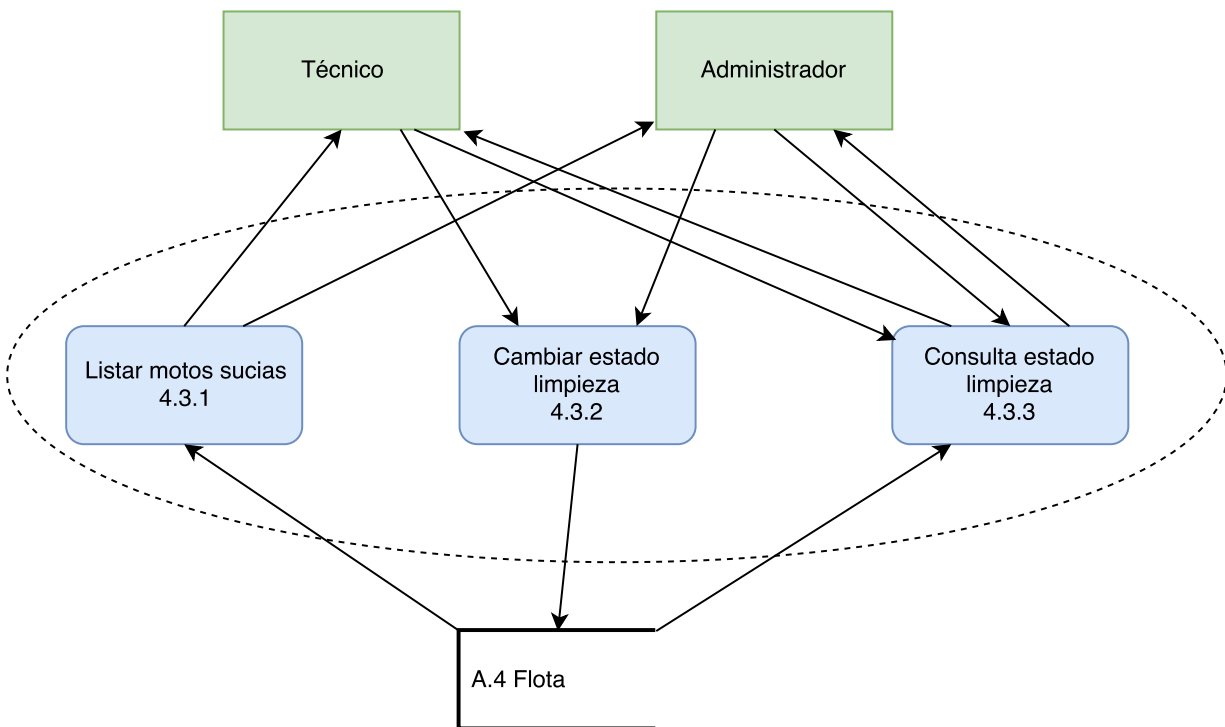 Técnico
Administrador
Listar motos sucias
4.3.1
Cambiar estado
limpieza
4.3.2
Consulta estado
limpieza
4.3.3
A.4 Flota